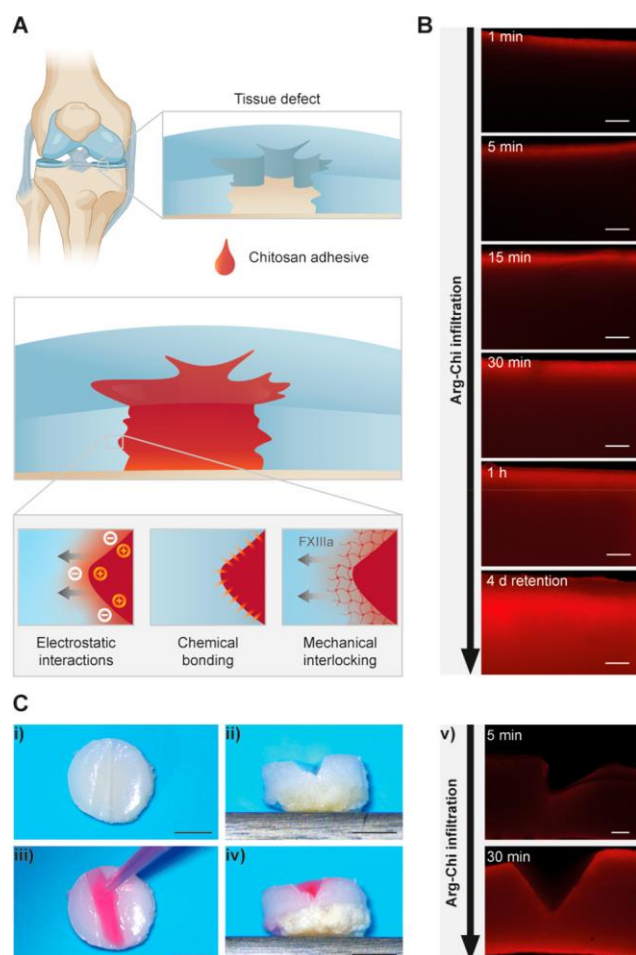 A
Tissue defect
Chitosan adhesive
FXIIIa
Electrostatic
interactions
Chemical
bonding
Mechanical
interlocking
B
Arg-Chi infiltration
1 min
5 min
15 min
30 min
1 h
4 d retention
C
i)
ii)
iii)
iv)
v)
Arg-Chi infiltration
5 min
30 min